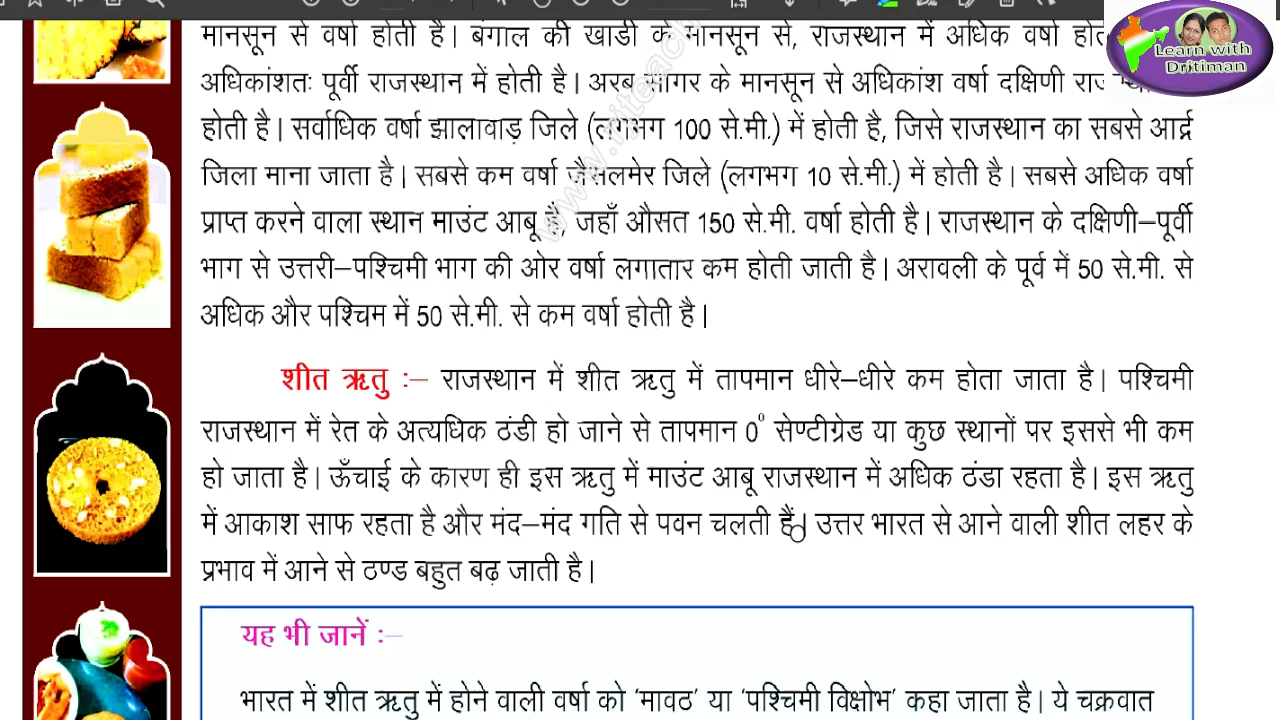 मानसून से वर्षा होती है। बंगाल की खाडी के मानसून से, राजस्थान में अधिक वर्षा
अधिकांशतः पूर्वी राजस्थान में होती है। अरब सागर के मानसून से अधिकांश वर्षा दक्षिणी
होती है। सर्वाधिक वर्षा झालावाड़ जिले (लगभग 100 से.मी.) में होती है, जिसे राजस्थान का सबसे आर्द्र
जिला माना जाता है। सबसे कम वर्षा जैसलमेर जिले (लगभग 10 से.मी.) में होती है। सबसे अधिक वर्षा
प्राप्त करने वाला स्थान माउंट आबू है, जहाँ औसत 150 से.मी. वर्षा होती है। राजस्थान के दक्षिणी–पूर्वी
भाग से उत्तरी–पश्चिमी भाग की ओर वर्षा लगातार कम होती जाती है। अरावली के पूर्व में 50 से.मी. से
अधिक और पश्चिम में 50 से.मी. से कम वर्षा होती है।
शीत ऋतु :– राजस्थान में शीत ऋतु में तापमान धीरे–धीरे कम होता जाता है। पश्चिमी
राजस्थान में रेत के अत्यधिक ठंडी हो जाने से तापमान 0° सेण्टीग्रेड या कुछ स्थानों पर इससे भी कम
हो जाता है। ऊँचाई के कारण ही इस ऋतु में माउंट आबू राजस्थान में अधिक ठंडा रहता है। इस ऋतु
में आकाश साफ रहता है और मंद–मंद गति से पवन चलती हैं। उत्तर भारत से आने वाली शीत लहर के
प्रभाव में आने से ठण्ड बहुत बढ़ जाती है।
यह भी जानें :–
भारत में शीत ऋतु में होने वाली वर्षा को 'मावठ' या 'पश्चिमी विक्षोभ' कहा जाता है। ये चक्रवात
Learn with
Dritiman